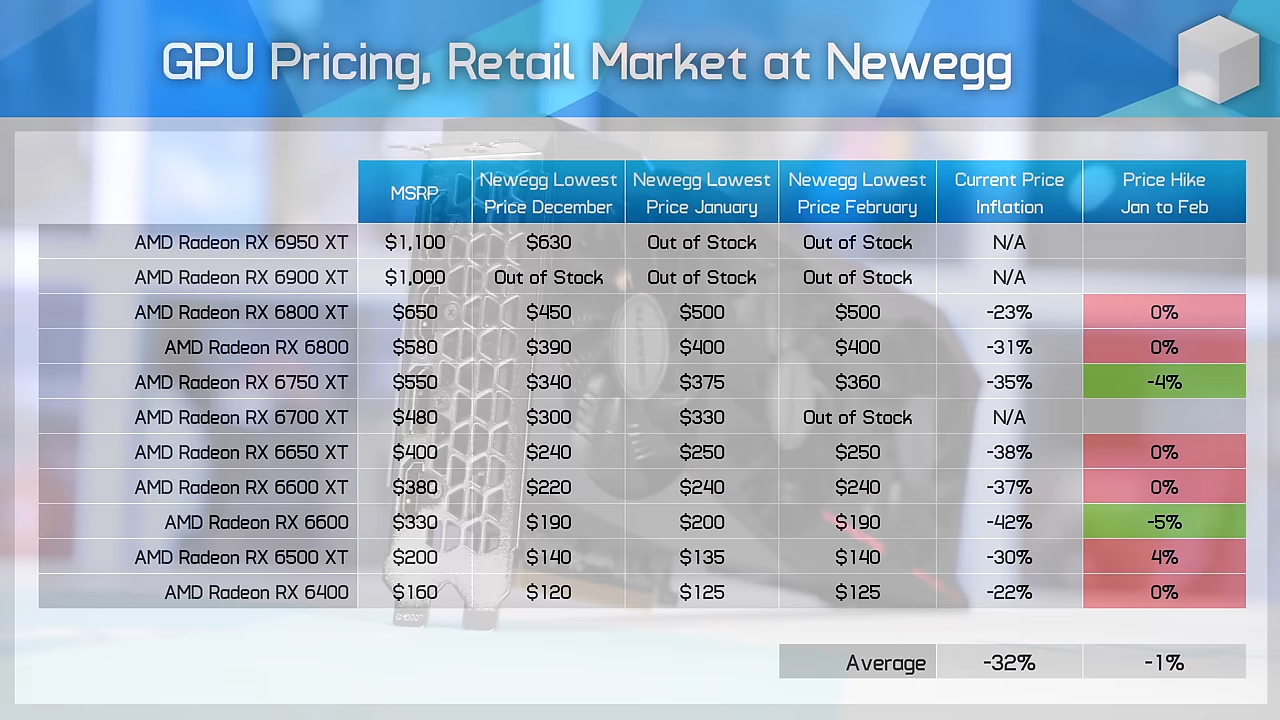 GPU Pricing, Retail Market at Newegg
MSRP Newegg Lowest Price December Newegg Lowest Price January Newegg Lowest Price February Current Price Inflation Price Hike Jan to Feb
AMD Radeon RX 6950 XT $1,100 $630 Out of Stock Out of Stock N/A
AMD Radeon RX 6900 XT $1,000 Out of Stock Out of Stock Out of Stock N/A
AMD Radeon RX 6800 XT $650 $450 $500 $500 -23% 0%
AMD Radeon RX 6800 $580 $390 $400 $400 -31% 0%
AMD Radeon RX 6750 XT $550 $340 $375 $360 -35% -4%
AMD Radeon RX 6700 XT $480 $300 $330 Out of Stock N/A
AMD Radeon RX 6650 XT $400 $240 $250 $250 -38% 0%
AMD Radeon RX 6600 XT $380 $220 $240 $240 -37% 0%
AMD Radeon RX 6600 $330 $190 $200 $190 -42% -5%
AMD Radeon RX 6500 XT $200 $140 $135 $140 -30% 4%
AMD Radeon RX 6400 $160 $120 $125 $125 -22% 0%
Average -32% -1%